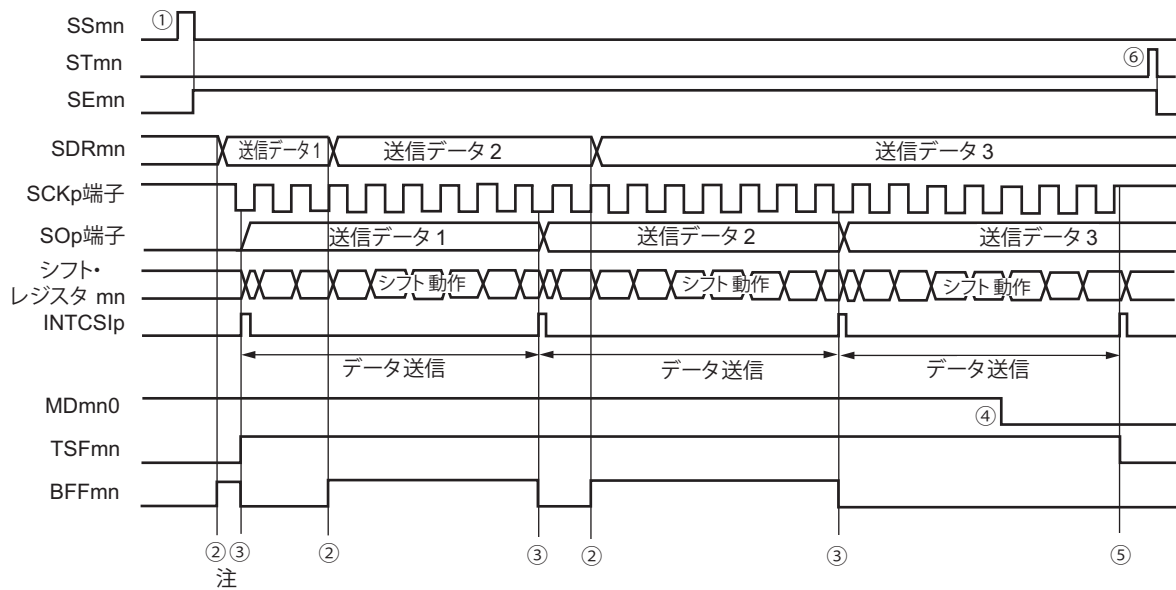 SSmn ①
STmn ⑥
SEmn
SDRmn 送信データ1 送信データ2 送信データ3
SCKp端子
SOp端子 送信データ1 送信データ2 送信データ3
シフト・
レジスタ mn シフト動作 シフト動作 シフト動作
INTCSIp
データ送信 データ送信 データ送信
MDmn0 ④
TSFmn
BFFmn
②③ ② ③ ② ③ ⑤
注